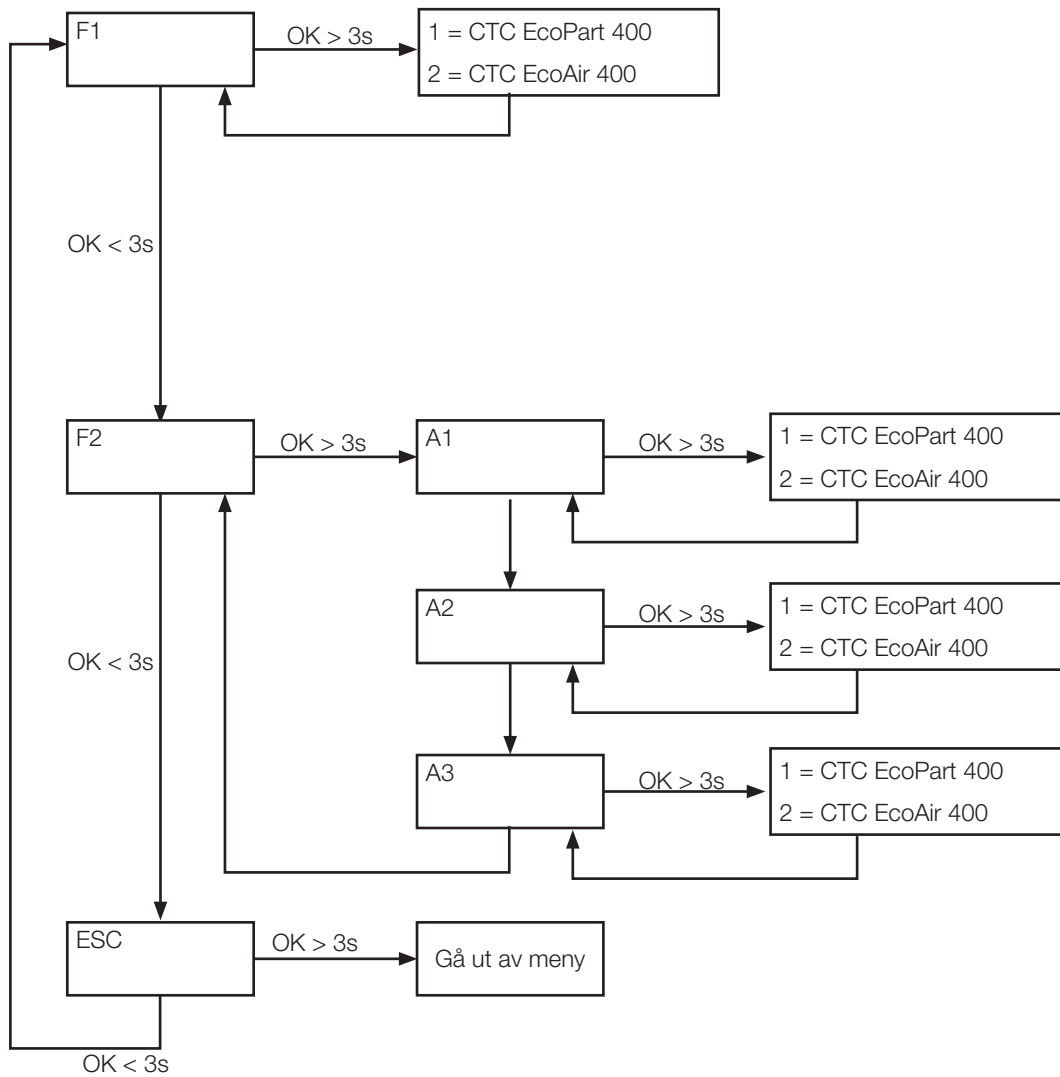 F1
OK > 3s
1 = CTC EcoPart 400
2 = CTC EcoAir 400
OK < 3s
F2
OK > 3s
A1
OK > 3s
1 = CTC EcoPart 400
2 = CTC EcoAir 400
A2
OK > 3s
1 = CTC EcoPart 400
2 = CTC EcoAir 400
OK < 3s
A3
OK > 3s
1 = CTC EcoPart 400
2 = CTC EcoAir 400
ESC
OK > 3s
Gå ut av meny
OK < 3s